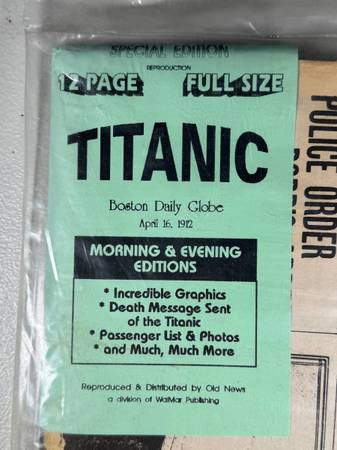 SPECIAL EDITION
REPRODUCTION
12 PAGE FULL SIZE
TITANIC
Boston Daily Globe
April 16, 1912
MORNING & EVENING
EDITIONS
* Incredible Graphics
* Death Message Sent
of the Titanic
* Passenger List & Photos
* and Much, Much More
Reproduced & Distributed by Old News
a division of WalMar Publishing
POLICE ORDER